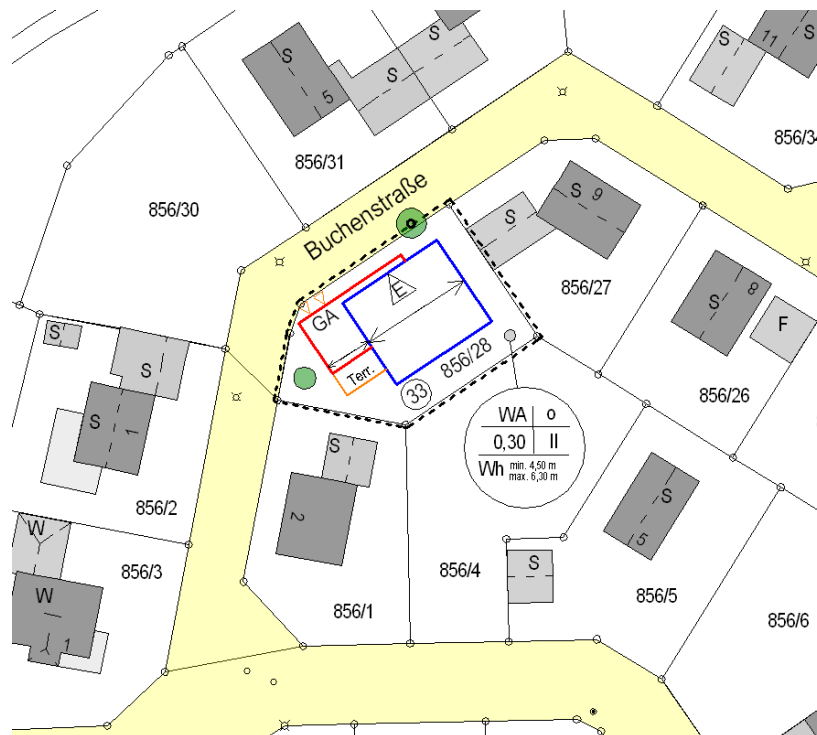 S
S
5
856/31
856/30
S
11
856/34
Buchenstraße
S
S 9
856/27
GA
E
Terr.
33
856/28
S
8
F
856/26
S
S
S
1
856/2
WA o
0,30 II
Wh min. 4,50 m
max. 6,30 m
S
2
856/1
856/4
S
S
5
856/5
856/6
W
W
1
856/3